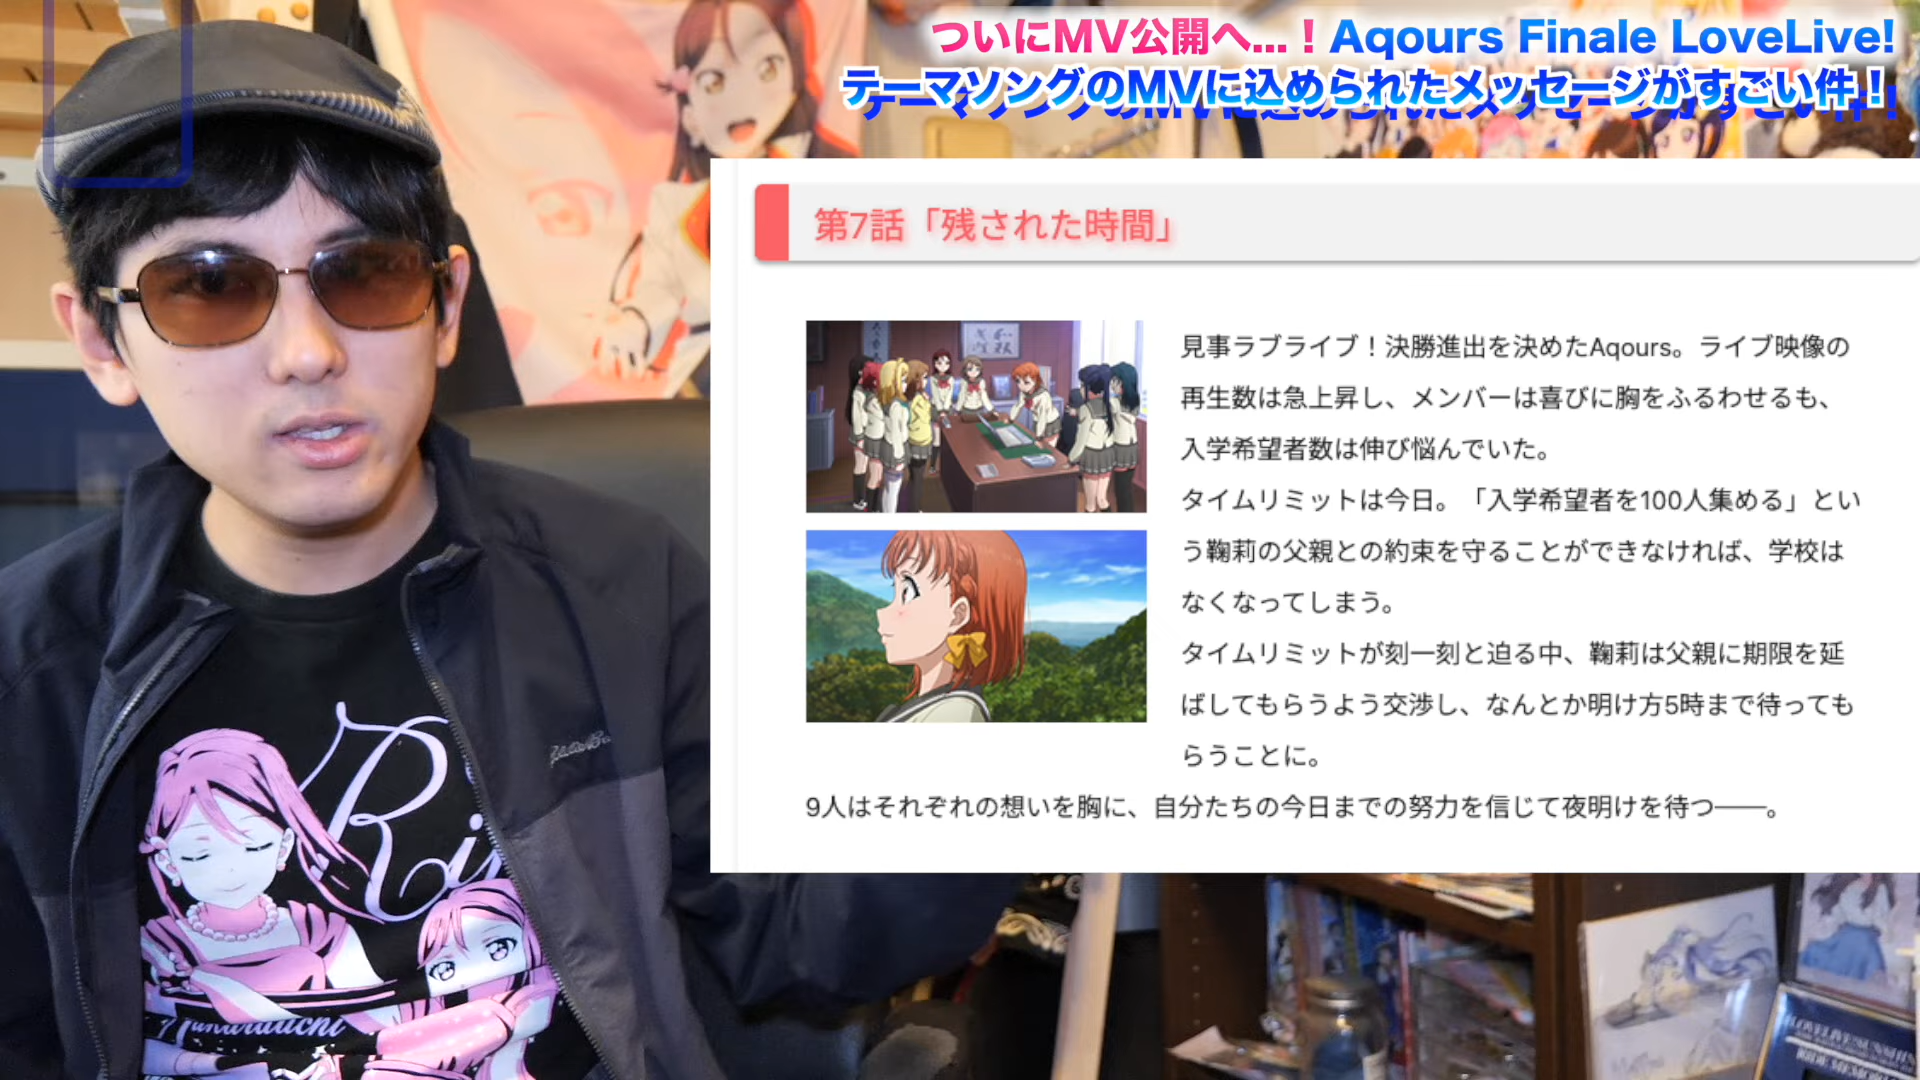 ついにMV公開へ…！Aqours Finale LoveLive!
テーマソングのMVに込められたメッセージがすごい件！
第7話「残された時間」
見事ラブライブ！決勝進出を決めたAqours。ライブ映像の
再生数は急上昇し、メンバーは喜びに胸をふるわせるも、
入学希望者数は伸び悩んでいた。
タイムリミットは今日。「入学希望者を100人集める」とい
う鞠莉の父親との約束を守ることができなければ、学校は
なくなってしまう。
タイムリミットが刻一刻と迫る中、鞠莉は父親に期限を延
ばしてもらうよう交渉し、なんとか明け方5時まで待っても
らうことに。
9人はそれぞれの想いを胸に、自分たちの今日までの努力を信じて夜明けを待つ――。